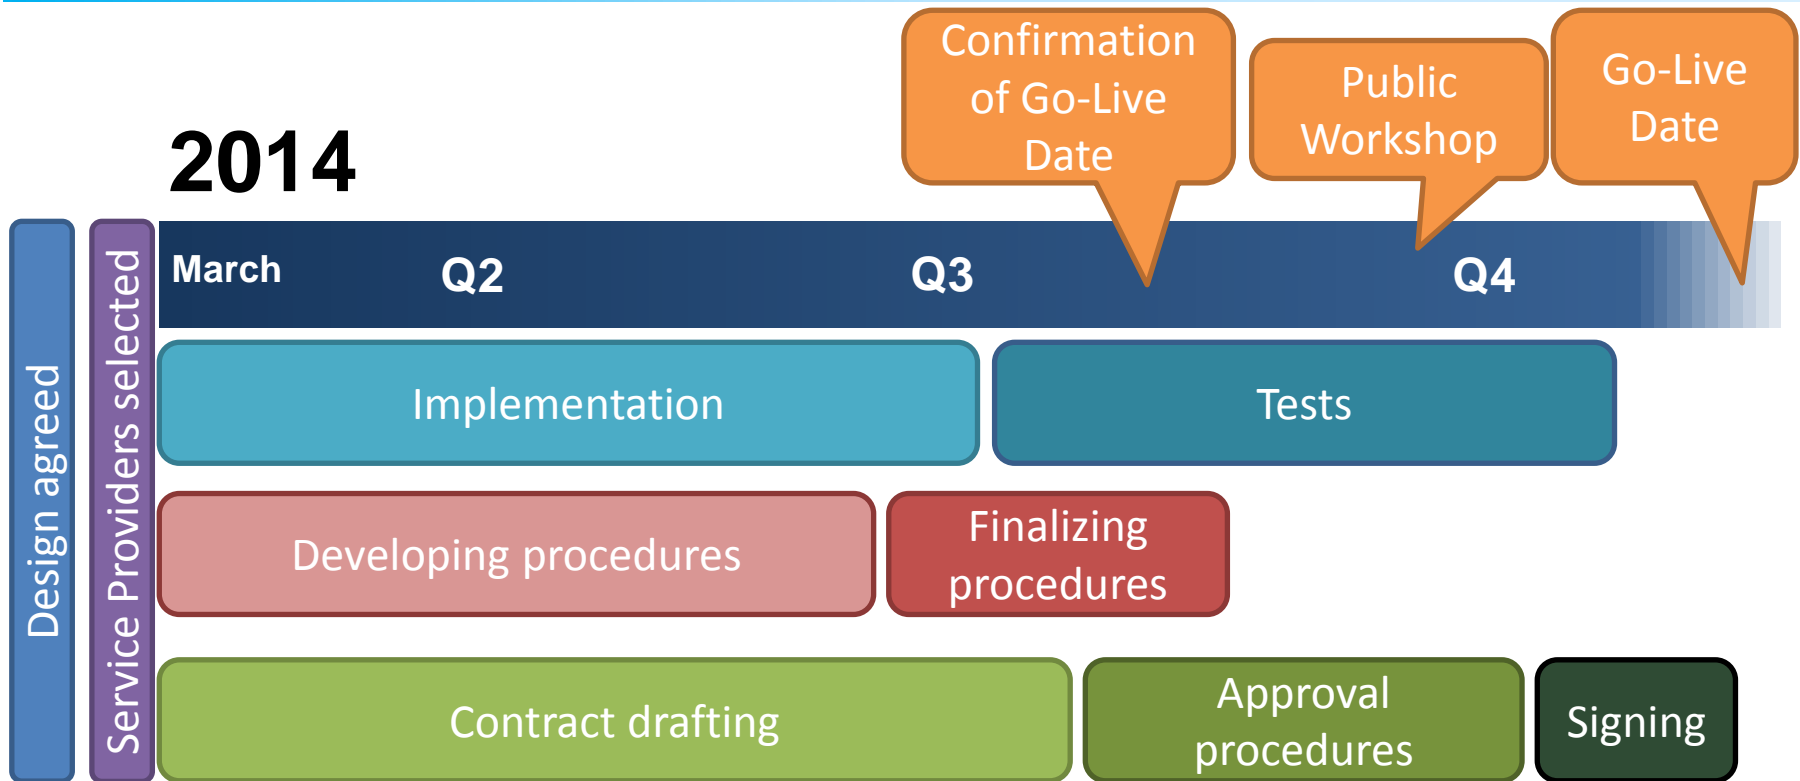 Confirmation
of Go-Live
Date
Public
Workshop
Go-Live
Date
2014
March
Q2
Q3
Q4
Design agreed
Service Providers selected
Implementation
Tests
Developing procedures
Finalizing
procedures
Contract drafting
Approval
procedures
Signing